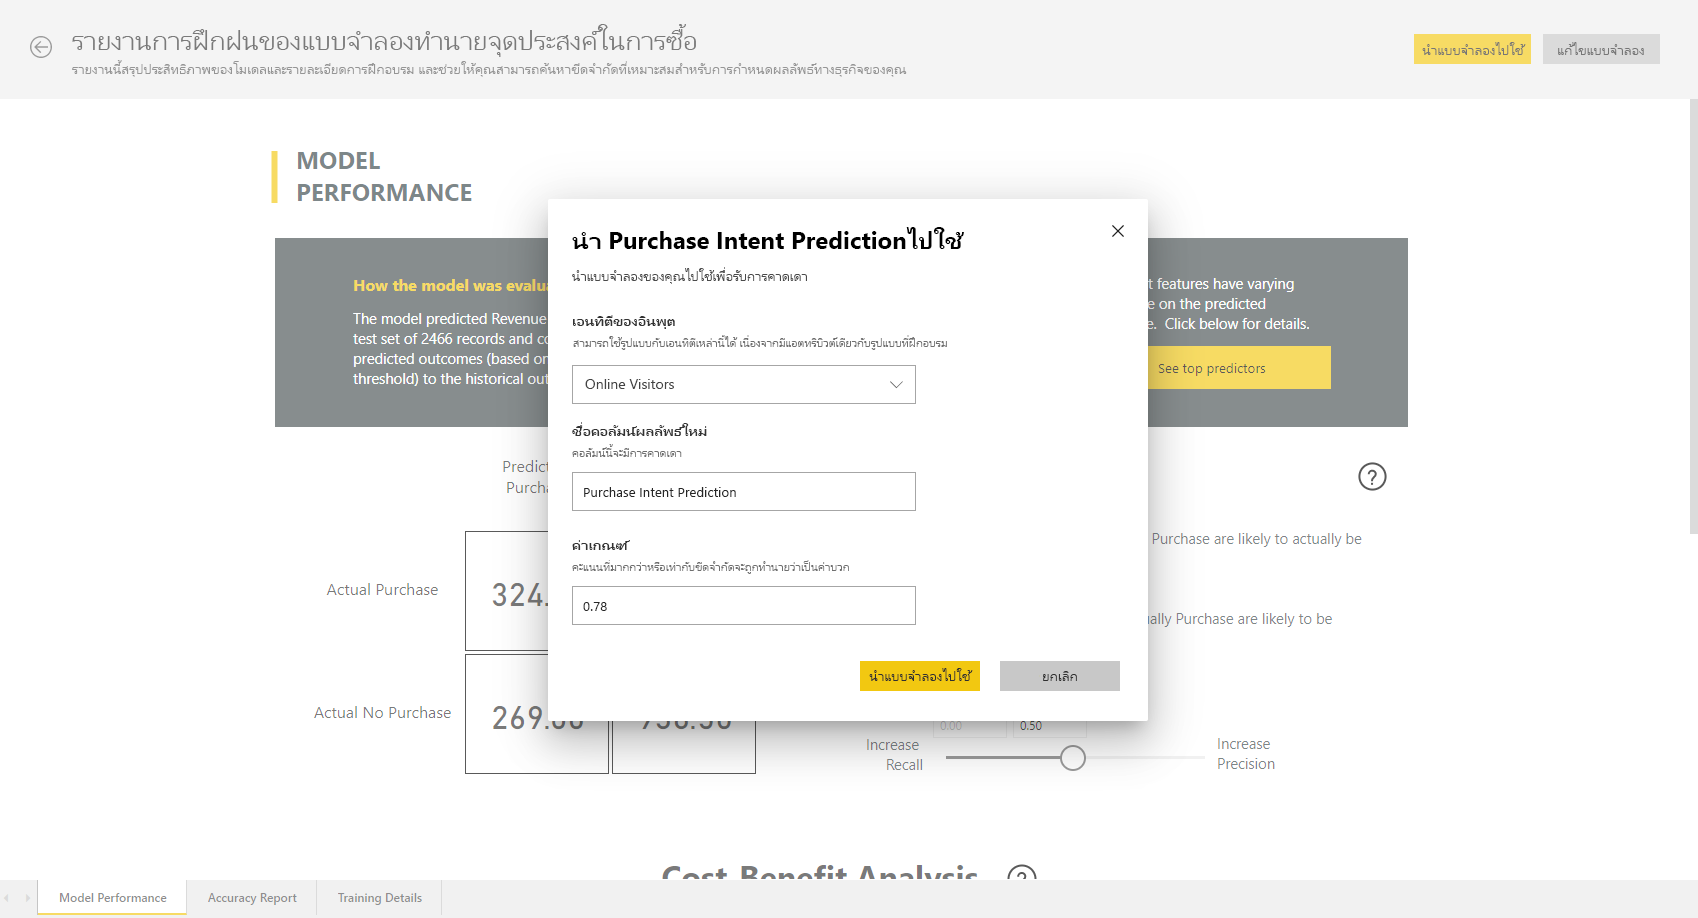 รายงานการฝึกฝนของแบบจำลองทำนายจุดประสงค์ในการซื้อ
รายงานนี้สรุปประสิทธิภาพของโมเดลและรายละเอียดการฝึกอบรม และช่วยให้คุณสามารถค้นหาขีดจำกัดที่เหมาะสมสำหรับการกำหนดผลลัพธ์ทางธุรกิจของคุณ
นำแบบจำลองไปใช้
แก้ไขแบบจำลอง
MODEL
PERFORMANCE
How the model was evalua
The model predicted Revenue
test set of 2466 records and co
predicted outcomes (based on
threshold) to the historical out
t features have varying
e on the predicted
e. Click below for details.
See top predictors
นำ Purchase Intent Predictionไปใช้
นำแบบจำลองของคุณไปใช้เพื่อรับการคาดเดา
เอนทิตีของอินพุต
สามารถใช้รูปแบบกับเอนทิตีเหล่านี้ได้ เนื่องจากมีแอตทริบิวต์เดียวกับรูปแบบที่ฝึกอบรม
Online Visitors
ชื่อคอลัมน์ผลลัพธ์ใหม่
คอลัมน์นี้จะมีการคาดเดา
Purchase Intent Prediction
ค่าเกณฑ์
คะแนนที่มากกว่าหรือเท่ากับขีดจำกัดจะถูกทำนายว่าเป็นค่าบวก
0.78
นำแบบจำลองไปใช้
ยกเลิก
Predict
Purcha
Actual Purchase
324.
Actual No Purchase
269.00
Purchase are likely to actually be
ally Purchase are likely to be
0.00
0.50
Increase
Recall
Increase
Precision
Cost-Benefit Analysis
Model Performance
Accuracy Report
Training Details